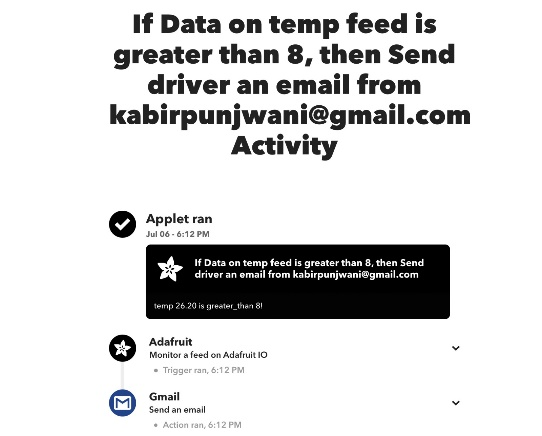 If Data on temp feed is
greater than 8, then Send
driver an email from
kabirpunjwani@gmail.com
Activity
Applet ran
Jul 06 - 6:12 PM
If Data on temp feed is greater than 8, then Send
driver an email from kabirpunjwani@gmail.com
temp 26.20 is greater_than 8!
Adafruit
Monitor a feed on Adafruit IO
• Trigger ran, 6:12 PM
Gmail
Send an email
• Action ran, 6:12 PM